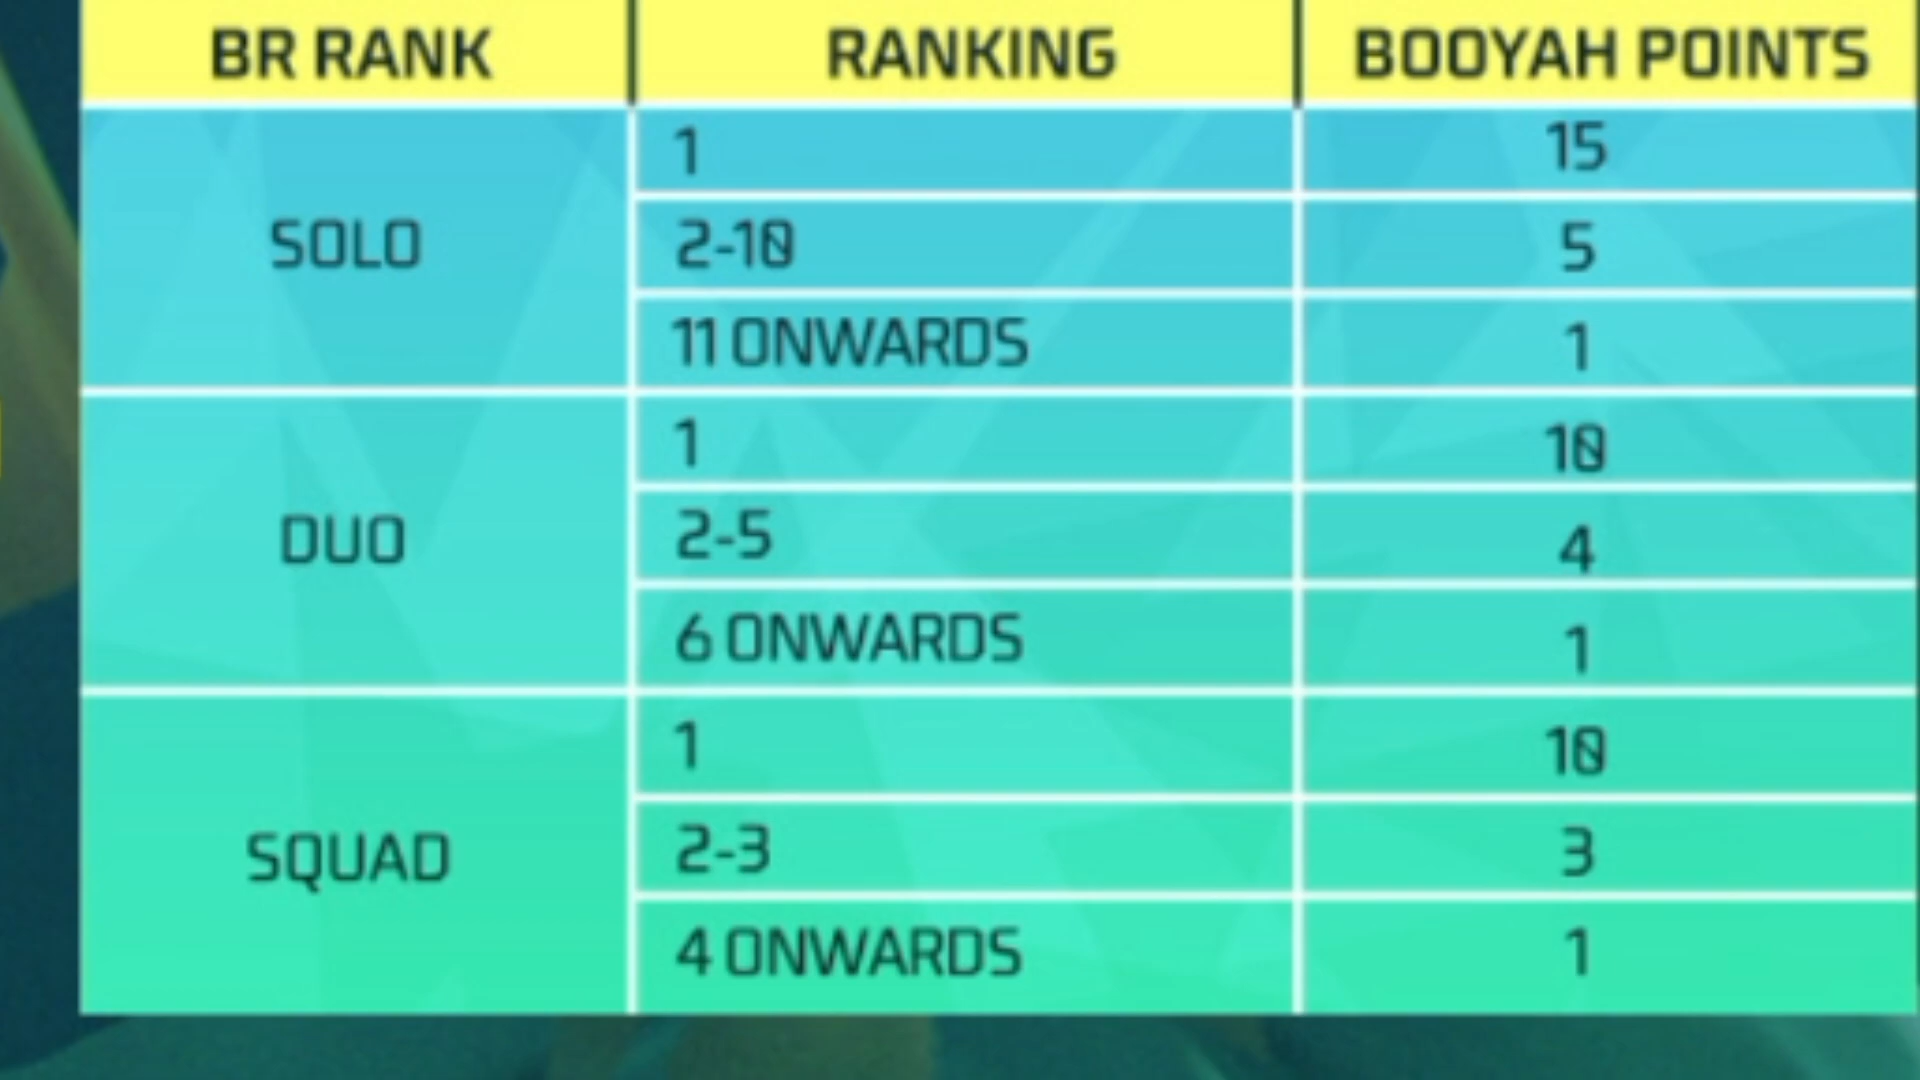 BR RANK RANKING BOOYAH POINTS
SOLO
1 15
2-10 5
11 ONWARDS 1
DUO
1 10
2-5 4
6 ONWARDS 1
SQUAD
1 10
2-3 3
4 ONWARDS 1